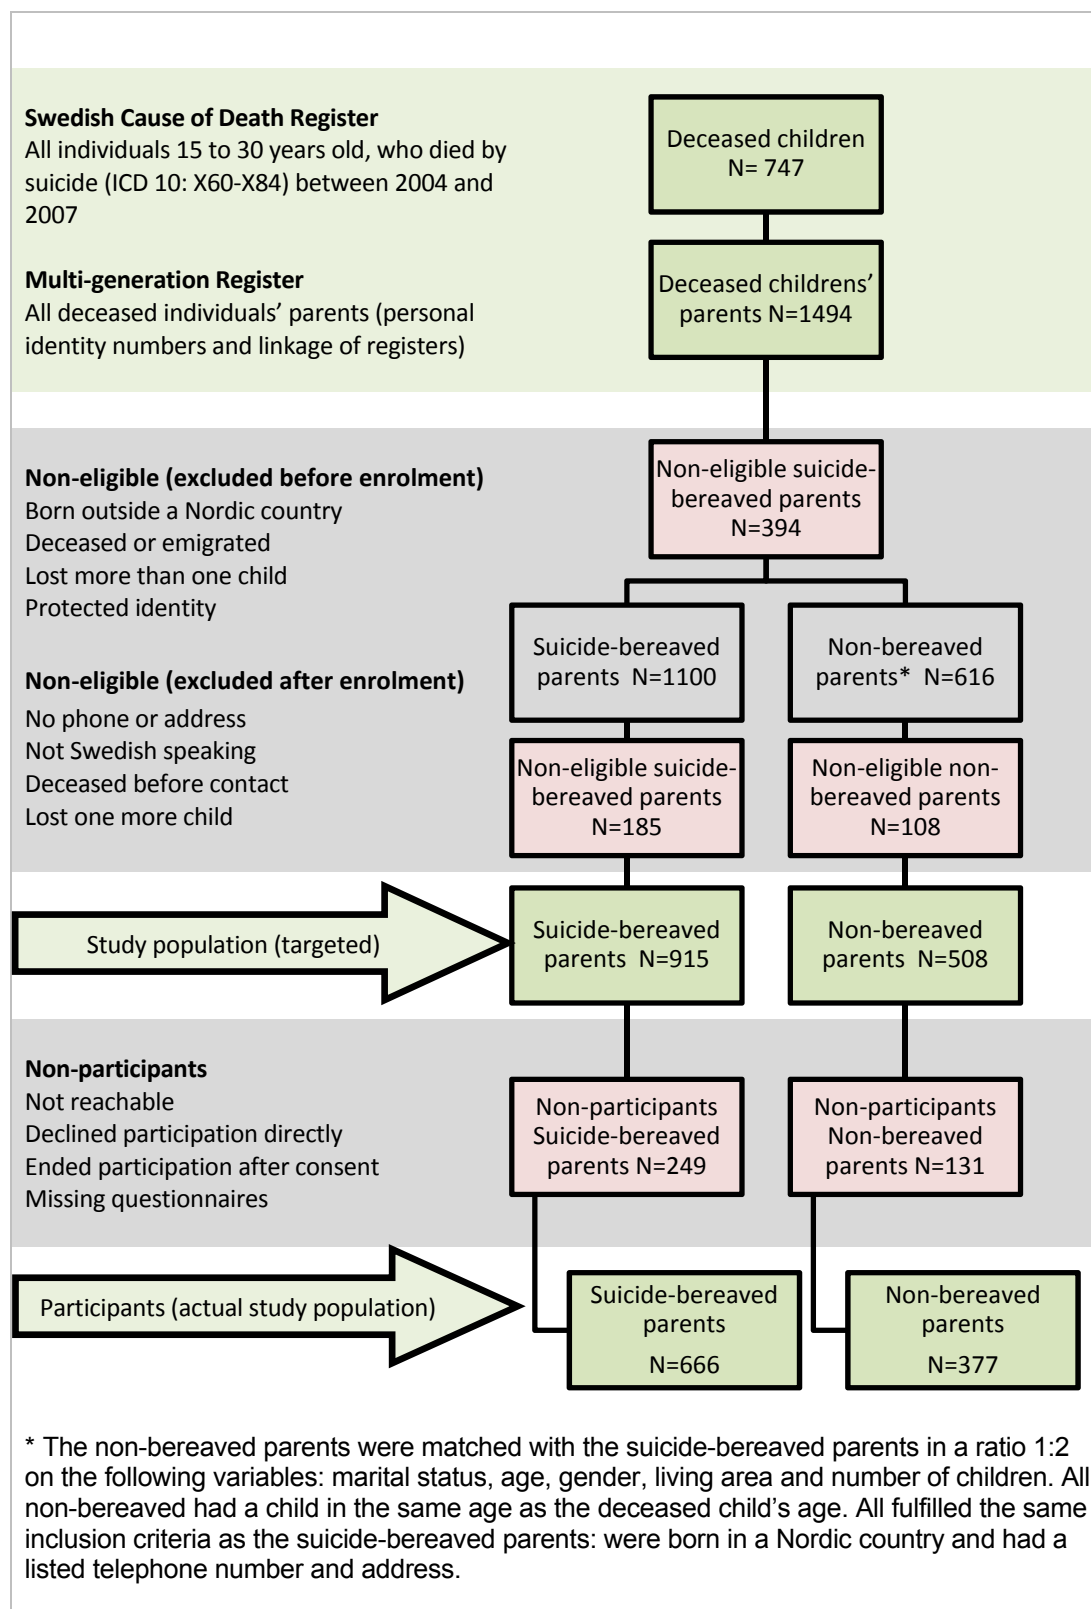 Swedish Cause of Death Register
All individuals 15 to 30 years old, who died by
suicide (ICD 10: X60-X84) between 2004 and
2007
Deceased children
N= 747
Multi-generation Register
All deceased individuals’ parents (personal
identity numbers and linkage of registers)
Deceased childrens’
parents N=1494
Non-eligible (excluded before enrolment)
Born outside a Nordic country
Deceased or emigrated
Lost more than one child
Protected identity
Non-eligible suicide-
bereaved parents
N=394
Suicide-bereaved
parents N=1100
Non-bereaved
parents* N=616
Non-eligible (excluded after enrolment)
No phone or address
Not Swedish speaking
Deceased before contact
Lost one more child
Non-eligible suicide-
bereaved parents
N=185
Non-eligible non-
bereaved parents
N=108
Study population (targeted)
Suicide-bereaved
parents N=915
Non-bereaved
parents N=508
Non-participants
Not reachable
Declined participation directly
Ended participation after consent
Missing questionnaires
Non-participants
Suicide-bereaved
parents N=249
Non-participants
Non-bereaved
parents N=131
Participants (actual study population)
Suicide-bereaved
parents
N=666
Non-bereaved
parents
N=377
* The non-bereaved parents were matched with the suicide-bereaved parents in a ratio 1:2
on the following variables: marital status, age, gender, living area and number of children. All
non-bereaved had a child in the same age as the deceased child’s age. All fulfilled the same
inclusion criteria as the suicide-bereaved parents: were born in a Nordic country and had a
listed telephone number and address.